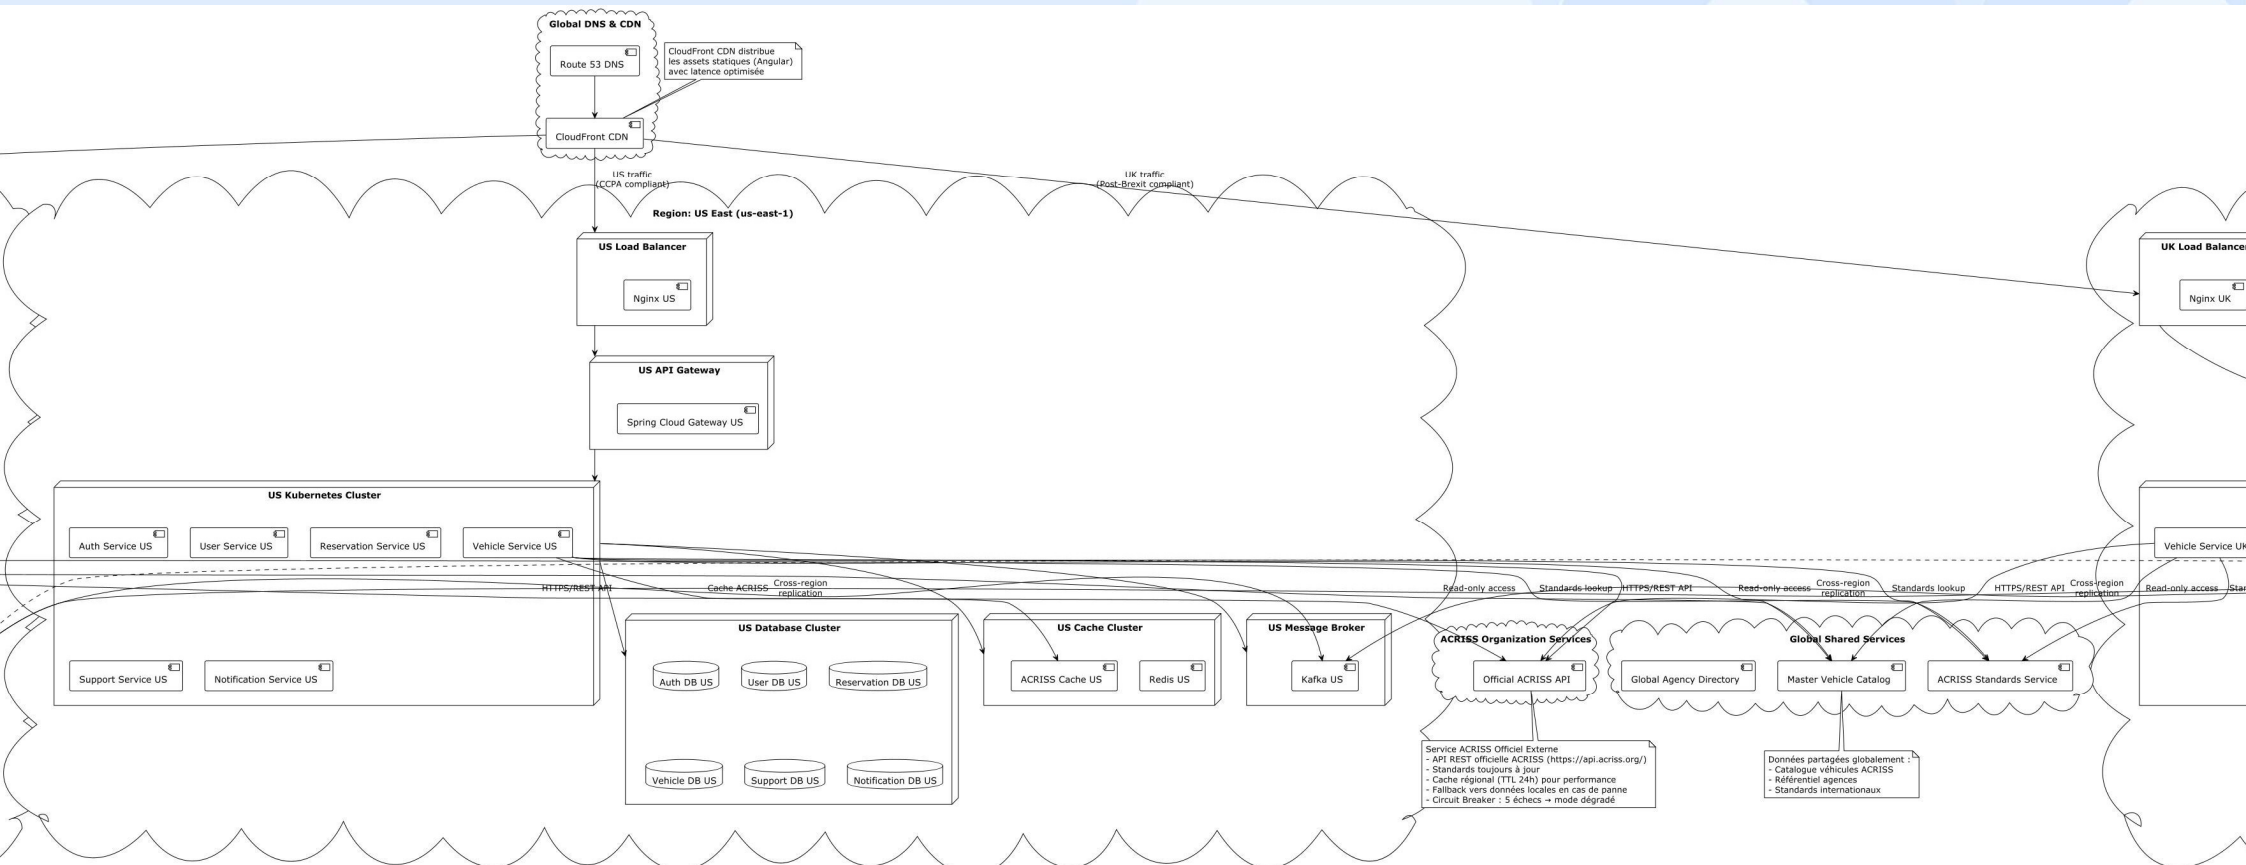 Global DNS & CDN
Route 53 DNS
CloudFront CDN distribue
les assets statiques (Angular)
avec latence optimisée
CloudFront CDN
US traffic
(CCPA compliant)
UK traffic
(Post-Brexit compliant)
Region: US East (us-east-1)
US Load Balancer
Nginx US
UK Load Balancer
Nginx UK
US API Gateway
Spring Cloud Gateway US
US Kubernetes Cluster
Auth Service US
User Service US
Reservation Service US
Vehicle Service US
Vehicle Service UK
HTTPS/REST API
Cache ACRISS
Cross-region
replication
Read-only access
Standards lookup
HTTPS/REST API
Read-only access
Cross-region
replication
Standards lookup
HTTPS/REST API
Cross-region
replication
Read-only access
Support Service US
Notification Service US
US Database Cluster
Auth DB US
User DB US
Reservation DB US
Vehicle DB US
Support DB US
Notification DB US
US Cache Cluster
ACRISS Cache US
Redis US
US Message Broker
Kafka US
ACRISS Organization Services
Official ACRISS API
Global Shared Services
Global Agency Directory
Master Vehicle Catalog
ACRISS Standards Service
Service ACRISS Officiel Externe
- API REST officielle ACRISS (https://api.acriss.org/)
- Standards toujours à jour
- Cache régional (TTL 24h) pour performance
- Fallback vers données locales en cas de panne
- Circuit Breaker : 5 échecs → mode dégradé
Données partagées globalement :
- Catalogue véhicules ACRISS
- Référentiel agences
- Standards internationaux